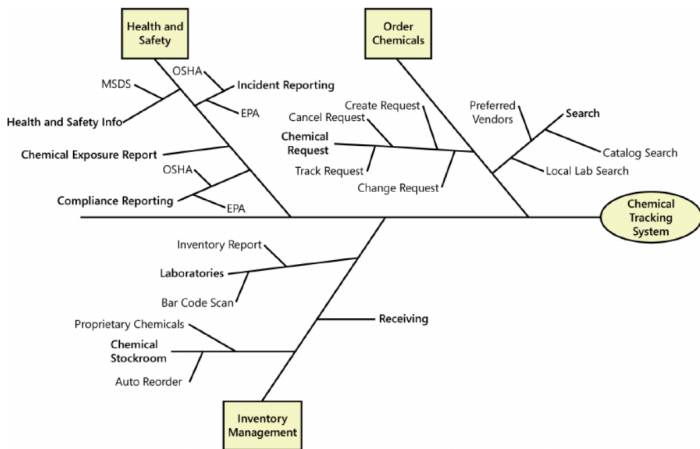 Health and
Safety
Order
Chemicals
OSHA
MSDS
Incident Reporting
EPA
Health and Safety Info
Chemical Exposure Report
OSHA
Compliance Reporting
EPA
Create Request
Cancel Request
Chemical
Request
Track Request
Change Request
Preferred
Vendors
Search
Catalog Search
Local Lab Search
Chemical
Tracking
System
Inventory Report
Laboratories
Bar Code Scan
Proprietary Chemicals
Receiving
Chemical
Stockroom
Auto Reorder
Inventory
Management